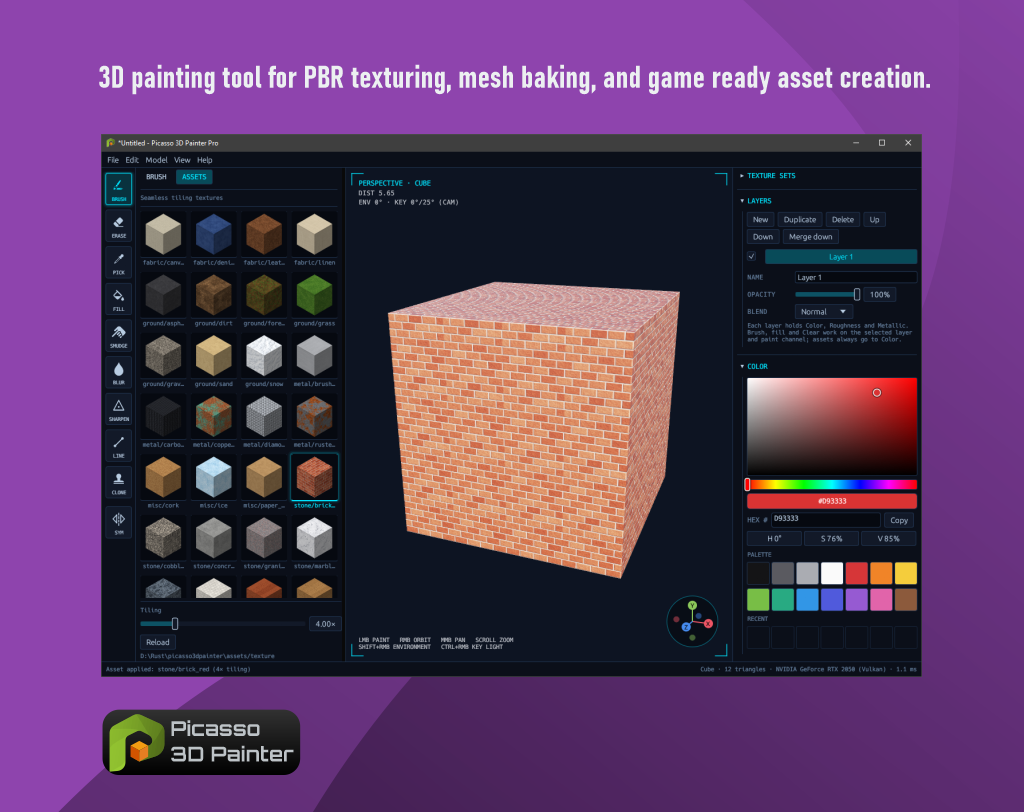 3D painting tool for PBR texturing, mesh baking, and game ready asset creation.
*Untitled - Picasso 3D Painter Pro
File Edit Model View Help
BRUSH
ERASE
PICK
FILL
SMUDGE
BLUR
SHARPEN
LINE
CLONE
SYM
BRUSH ASSETS
Seamless tiling textures
fabric/canv… fabric/deni… fabric/leat… fabric/linen
ground/asph… ground/dirt ground/fore… ground/grass
ground/grav… ground/sand ground/snow metal/brush…
metal/carbo… metal/coppe… metal/diamo… metal/ruste…
misc/cork misc/ice misc/paper_… stone/brick…
stone/cobbl… stone/concr… stone/grani… stone/marbl…
Tiling
4.00×
Reload
D:\Rust\picasso3dpainter\assets/texture
PERSPECTIVE · CUBE
DIST 5.65
ENV 0° · KEY 0°/25° (CAM)
LMB PAINT RMB ORBIT MMB PAN SCROLL ZOOM
SHIFT+RMB ENVIRONMENT CTRL+RMB KEY LIGHT
Y
X
Z
TEXTURE SETS
LAYERS
New Duplicate Delete Up
Down Merge down
Layer 1
NAME Layer 1
OPACITY 100%
BLEND Normal
Each layer holds Color, Roughness and Metallic.
Brush, fill and Clear work on the selected layer
and paint channel; assets always go to Color.
COLOR
#D93333
HEX # D93333 Copy
H 0° S 76% V 85%
PALETTE
RECENT
Asset applied: stone/brick_red (4× tiling)
Cube · 12 triangles · NVIDIA GeForce RTX 2050 (Vulkan) · 1.1 ms
Picasso
3D Painter